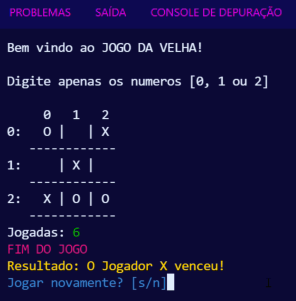 PROBLEMAS SAÍDA CONSOLE DE DEPURAÇÃO
Bem vindo ao JOGO DA VELHA!
Digite apenas os numeros [0, 1 ou 2]
0 1 2
0: O | | X
------------
1: | X |
------------
2: X | O | O
------------
Jogadas: 6
FIM DO JOGO
Resultado: O Jogador X venceu!
Jogar novamente? [s/n]